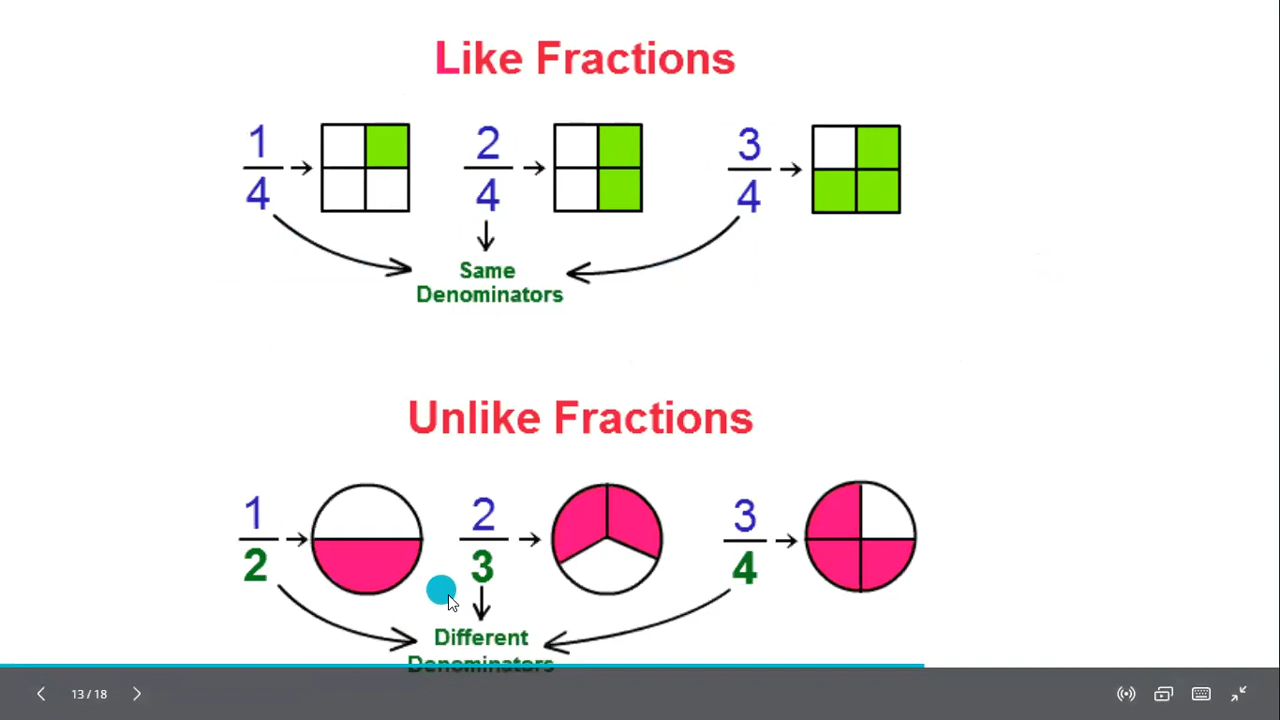 Like Fractions
1/4 → 2/4 → 3/4 →
Same
Denominators
Unlike Fractions
1/2 → 2/3 → 3/4 →
Different
Denominators
13 / 18